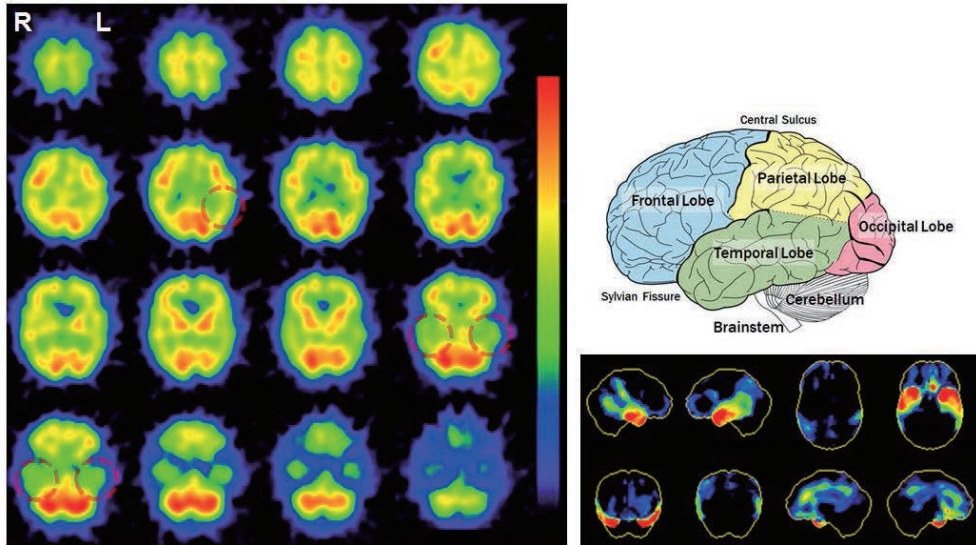 R L
Central Sulcus
Parietal Lobe
Frontal Lobe
Occipital Lobe
Temporal Lobe
Sylvian Fissure
Cerebellum
Brainstem